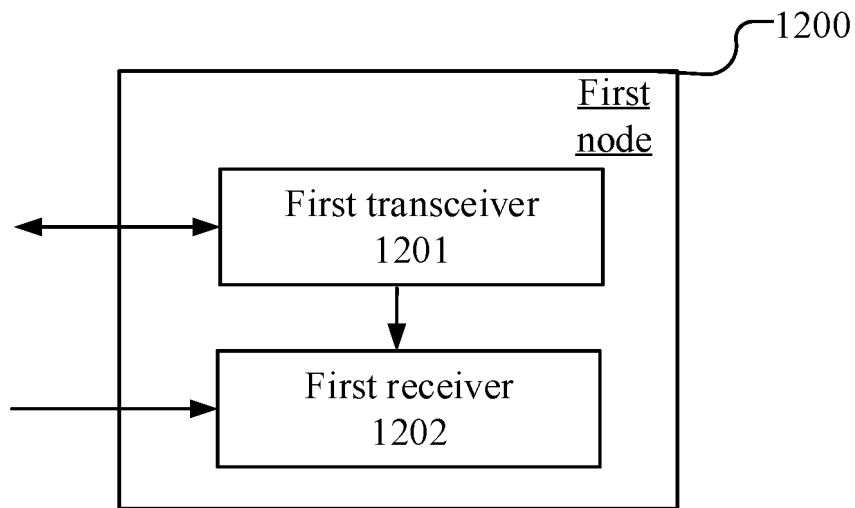 1200
First
node
First transceiver
1201
First receiver
1202